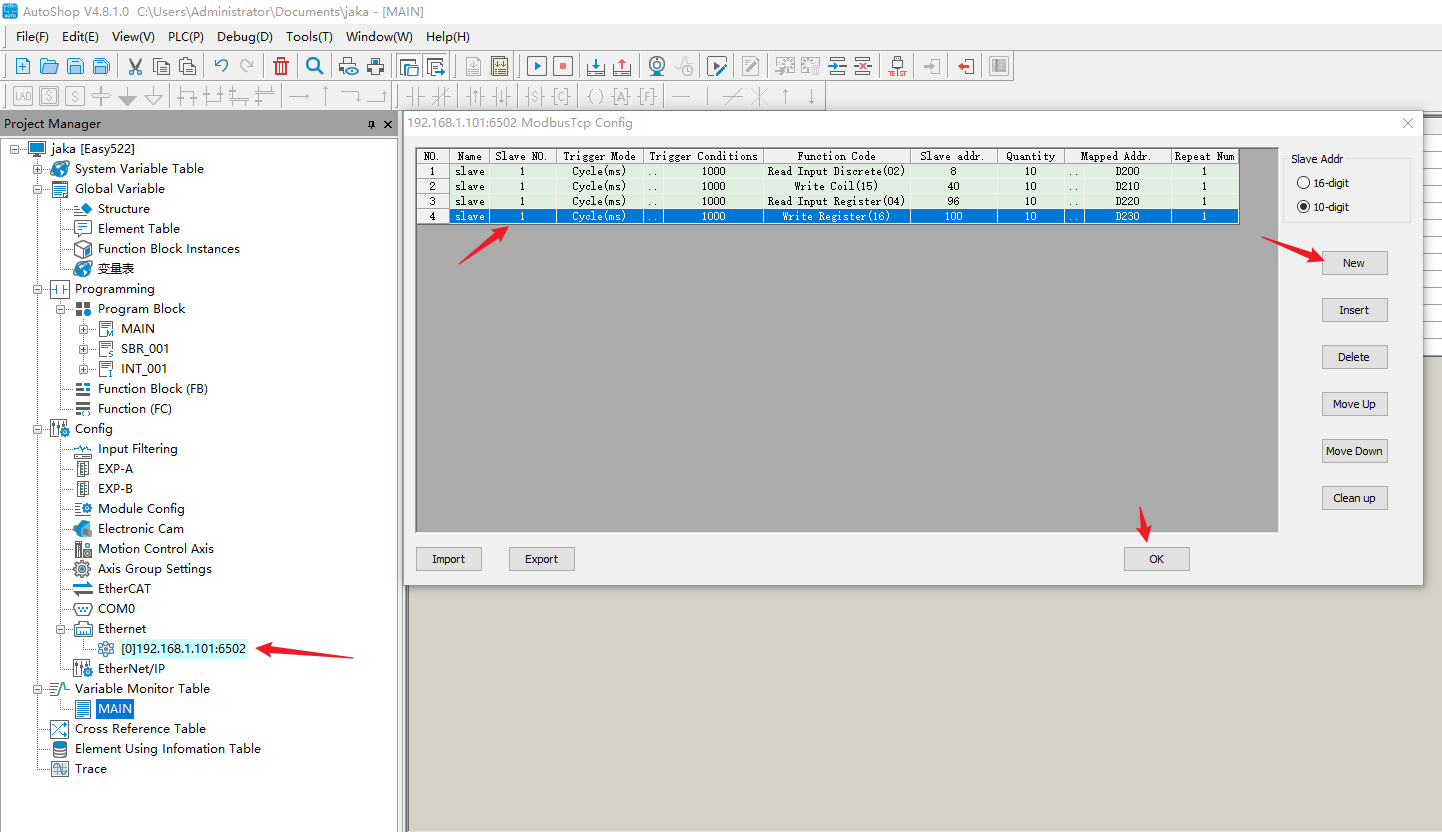 AutoShop V4.8.1.0 C:\Users\Administrator\Documents\jaka - [MAIN]
File(F) Edit(E) View(V) PLC(P) Debug(D) Tools(T) Window(W) Help(H)
TEST
LAD S S S C A F
Project Manager
jaka [Easy522]
System Variable Table
Global Variable
Structure
Element Table
Function Block Instances
变量表
Programming
Program Block
MAIN
SBR_001
INT_001
Function Block (FB)
Function (FC)
Config
Input Filtering
EXP-A
EXP-B
Module Config
Electronic Cam
Motion Control Axis
Axis Group Settings
EtherCAT
COM0
Ethernet
[0]192.168.1.101:6502
EtherNet/IP
Variable Monitor Table
MAIN
Cross Reference Table
Element Using Infomation Table
Trace
192.168.1.101:6502 ModbusTcp Config
NO. Name Slave NO. Trigger Mode Trigger Conditions Function Code Slave addr. Quantity Mapped Addr. Repeat Num
1 slave 1 Cycle(ms) .. 1000 Read Input Discrete(02) 8 10 .. D200 1
2 slave 1 Cycle(ms) .. 1000 Write Coil(15) 40 10 .. D210 1
3 slave 1 Cycle(ms) .. 1000 Read Input Register(04) 96 10 .. D220 1
4 slave 1 Cycle(ms) .. 1000 Write Register(16) 100 10 .. D230 1
Slave Addr
16-digit
10-digit
New
Insert
Delete
Move Up
Move Down
Clean up
Import Export OK